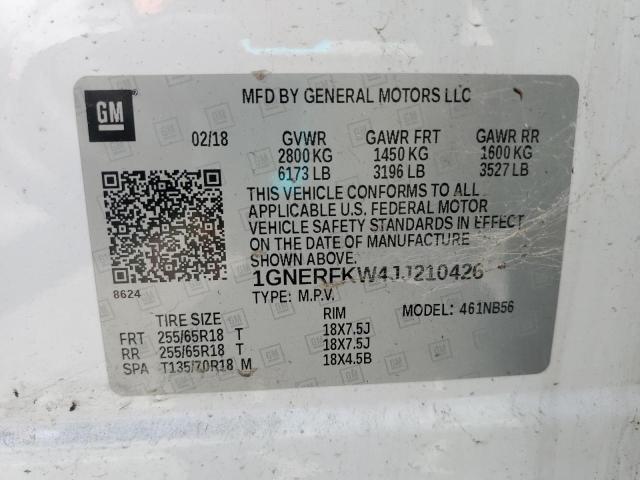 GM
MFD BY GENERAL MOTORS LLC
02/18 GVWR GAWR FRT GAWR RR
2800 KG 1450 KG 1600 KG
6173 LB 3196 LB 3527 LB
THIS VEHICLE CONFORMS TO ALL
APPLICABLE U.S. FEDERAL MOTOR
VEHICLE SAFETY STANDARDS IN EFFECT
ON THE DATE OF MANUFACTURE
SHOWN ABOVE.
8624 1GNERFKW4JJ210426
TYPE: M.P.V. MODEL: 461NB56
TIRE SIZE RIM
FRT 255/65R18 T 18X7.5J
RR 255/65R18 T 18X7.5J
SPA T135/70R18 M 18X4.5B